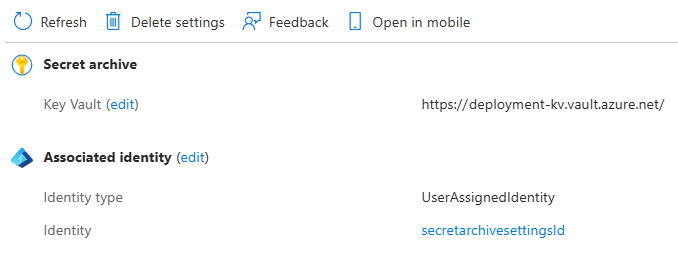 Refresh Delete settings Feedback Open in mobile
Secret archive
Key Vault (edit) https://deployment-kv.vault.azure.net/
Associated identity (edit)
Identity type UserAssignedIdentity
Identity secretarchivesettingsId